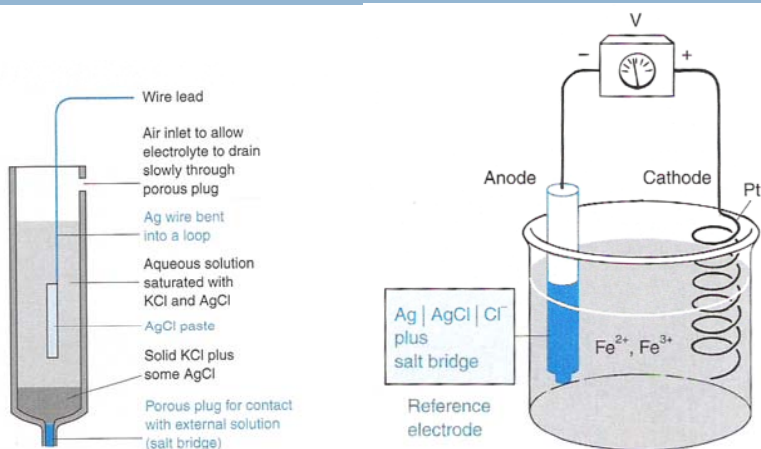 Wire lead
Air inlet to allow
electrolyte to drain
slowly through
porous plug
Ag wire bent
into a loop
Aqueous solution
saturated with
KCl and AgCl
AgCl paste
Solid KCl plus
some AgCl
Porous plug for contact
with external solution
(salt bridge)
V
− +
Anode
Cathode
Pt
Ag | AgCl | Cl⁻
plus
salt bridge
Fe²⁺, Fe³⁺
Reference
electrode